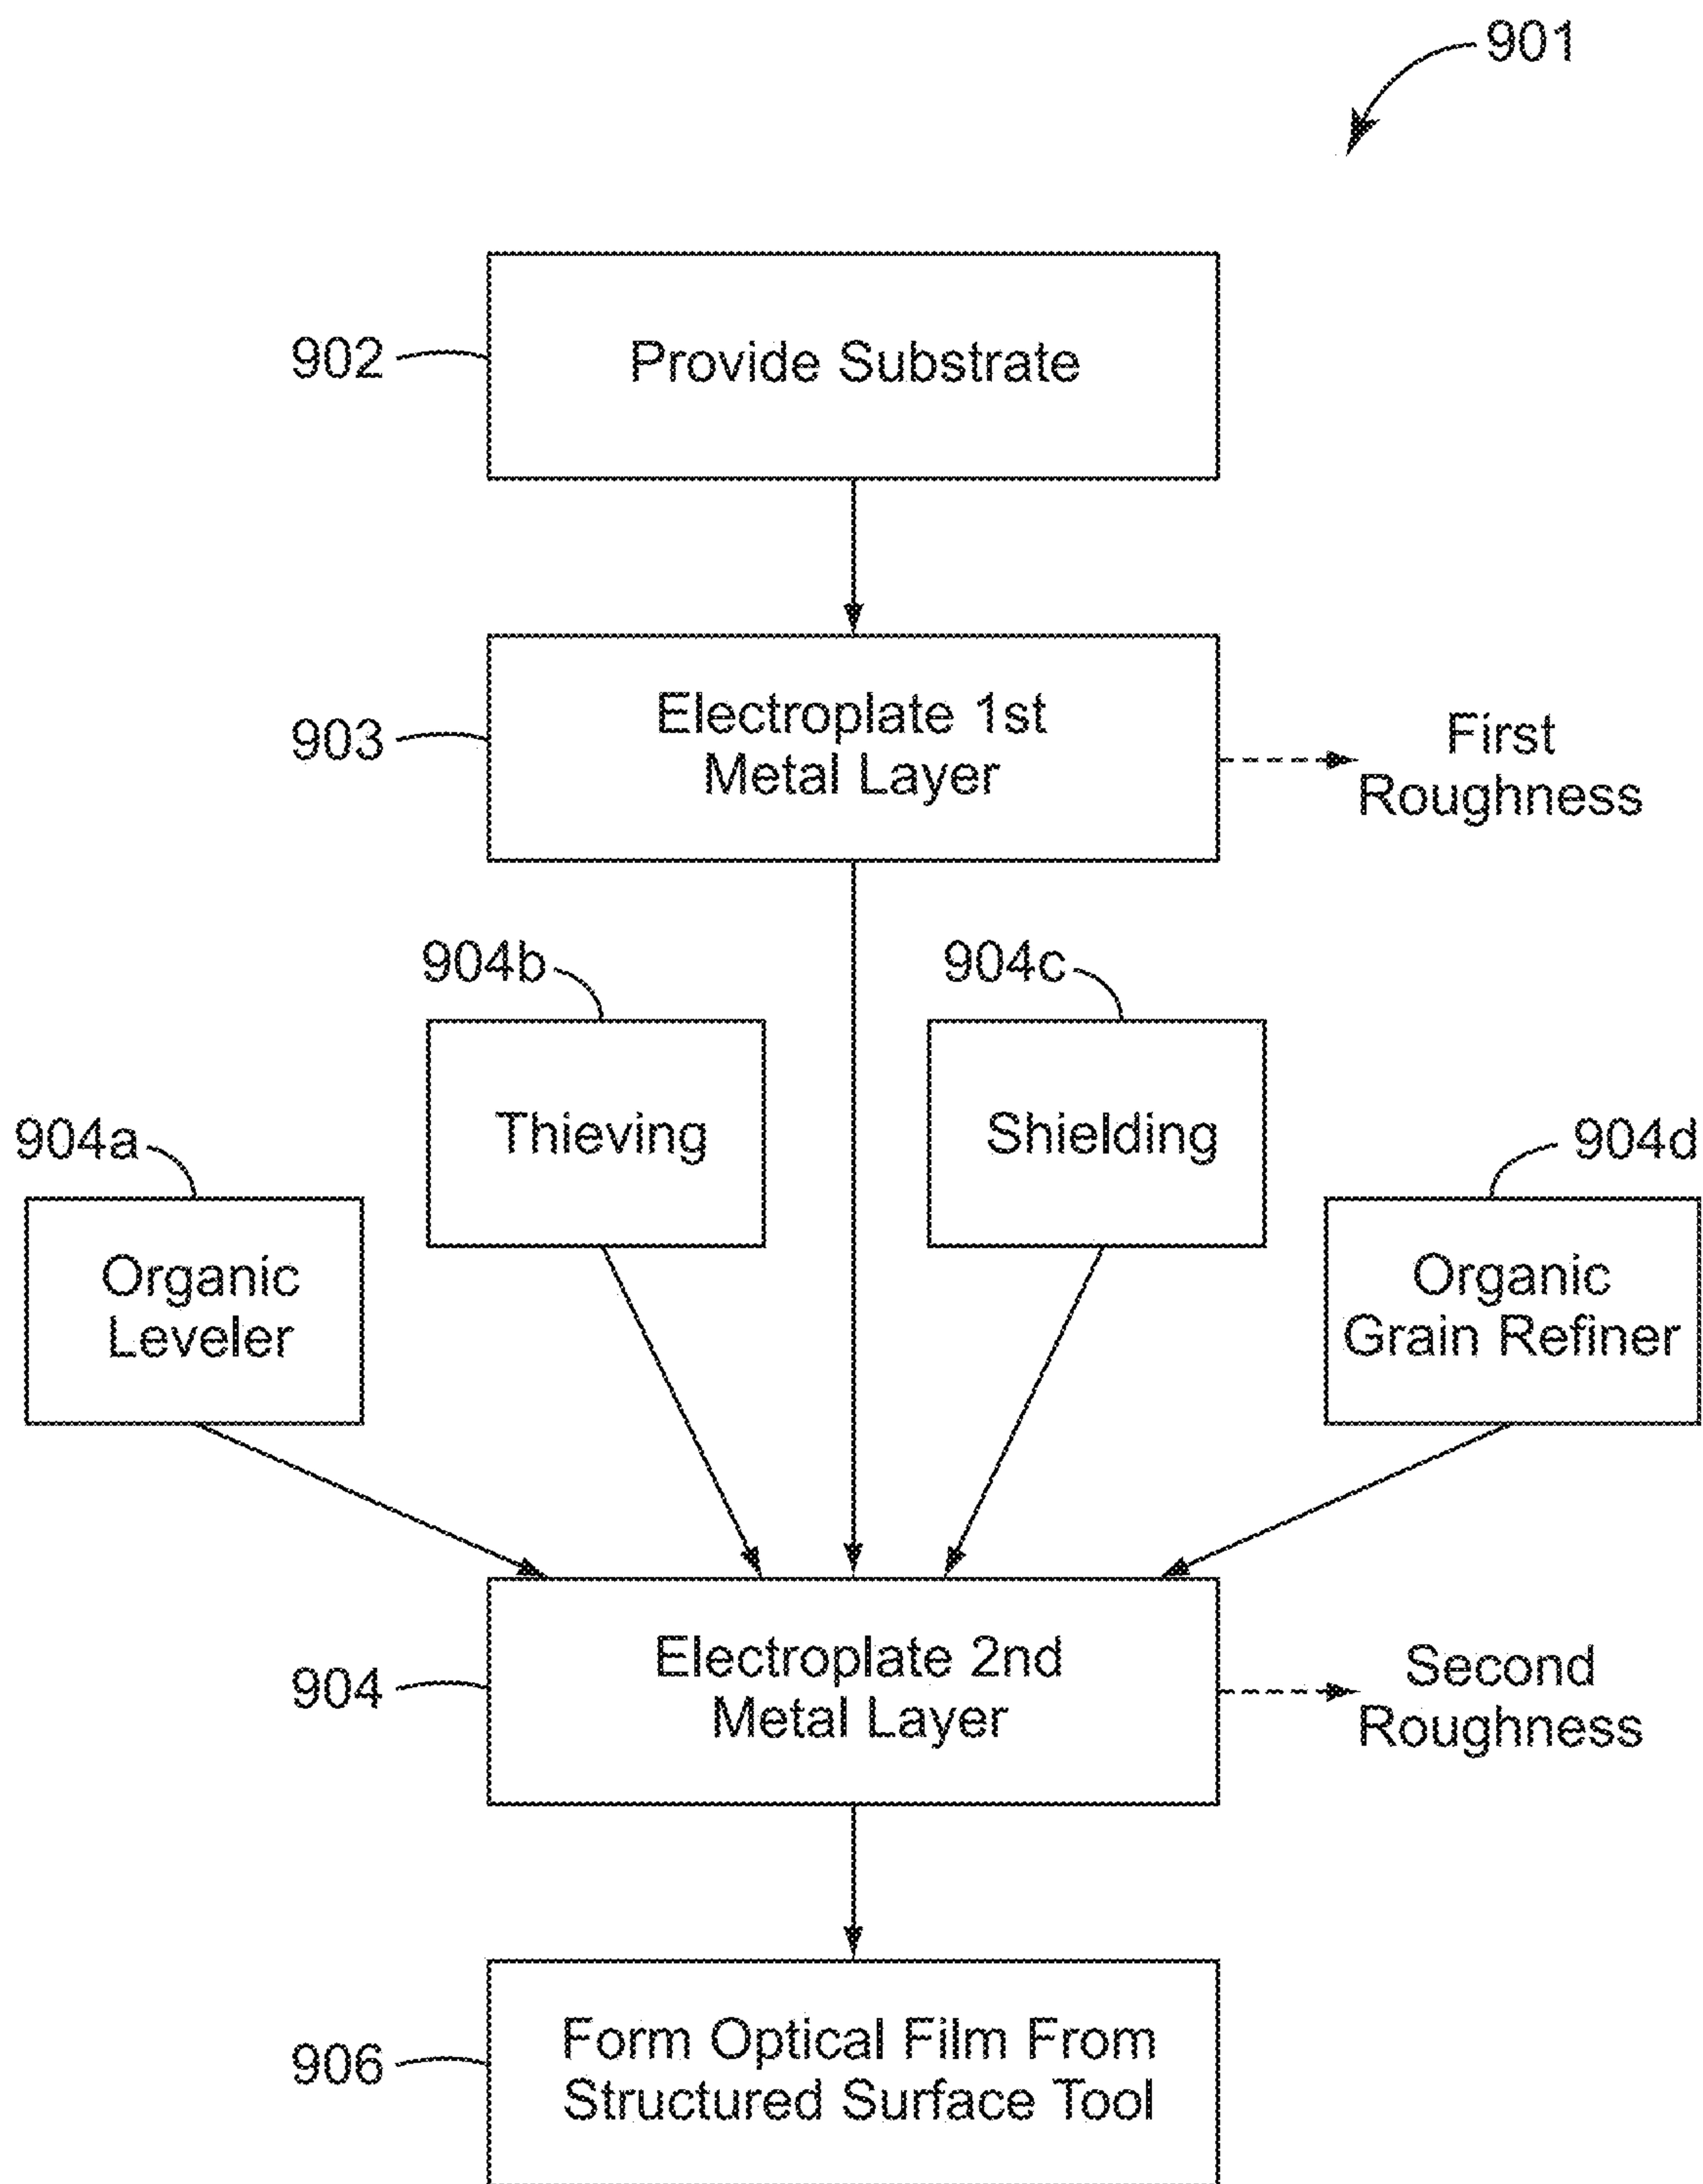 901
902
Provide Substrate
903
Electroplate 1st
Metal Layer
First
Roughness
904b
904c
Thieving
Shielding
904a
904d
Organic
Leveler
Organic
Grain Refiner
904
Electroplate 2nd
Metal Layer
Second
Roughness
906
Form Optical Film From
Structured Surface Tool